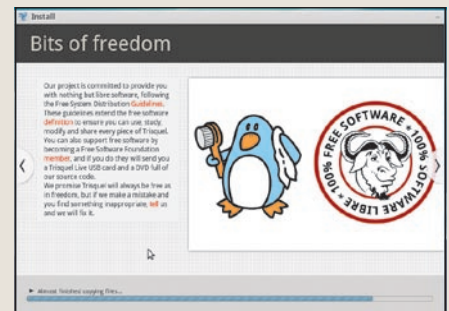 Install
Bits of freedom
Our project is committed to provide you
with nothing but libre software, following
the Free System Distribution Guidelines.
These guidelines extend the free software
definition to ensure you can use, study,
modify and share every piece of Trisquel.
You can also support free software by
becoming a Free Software Foundation
member, and if you do they will send you
a Trisquel Live USB card and a DVD full of
our source code.
We promise Trisquel will always be free as
in freedom, but if we make a mistake and
you find something inappropriate, tell us
and we will fix it.
100% FREE SOFTWARE • 100% SOFTWARE LIBRE •
Almost finished copying files...